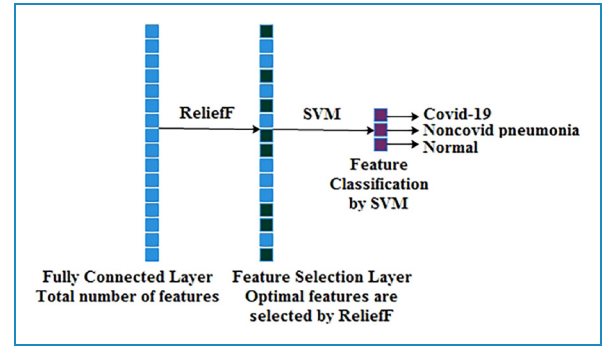 ReliefF
SVM
Covid-19
Noncovid pneumonia
Normal
Feature
Classification
by SVM
Fully Connected Layer
Total number of features
Feature Selection Layer
Optimal features are
selected by ReliefF